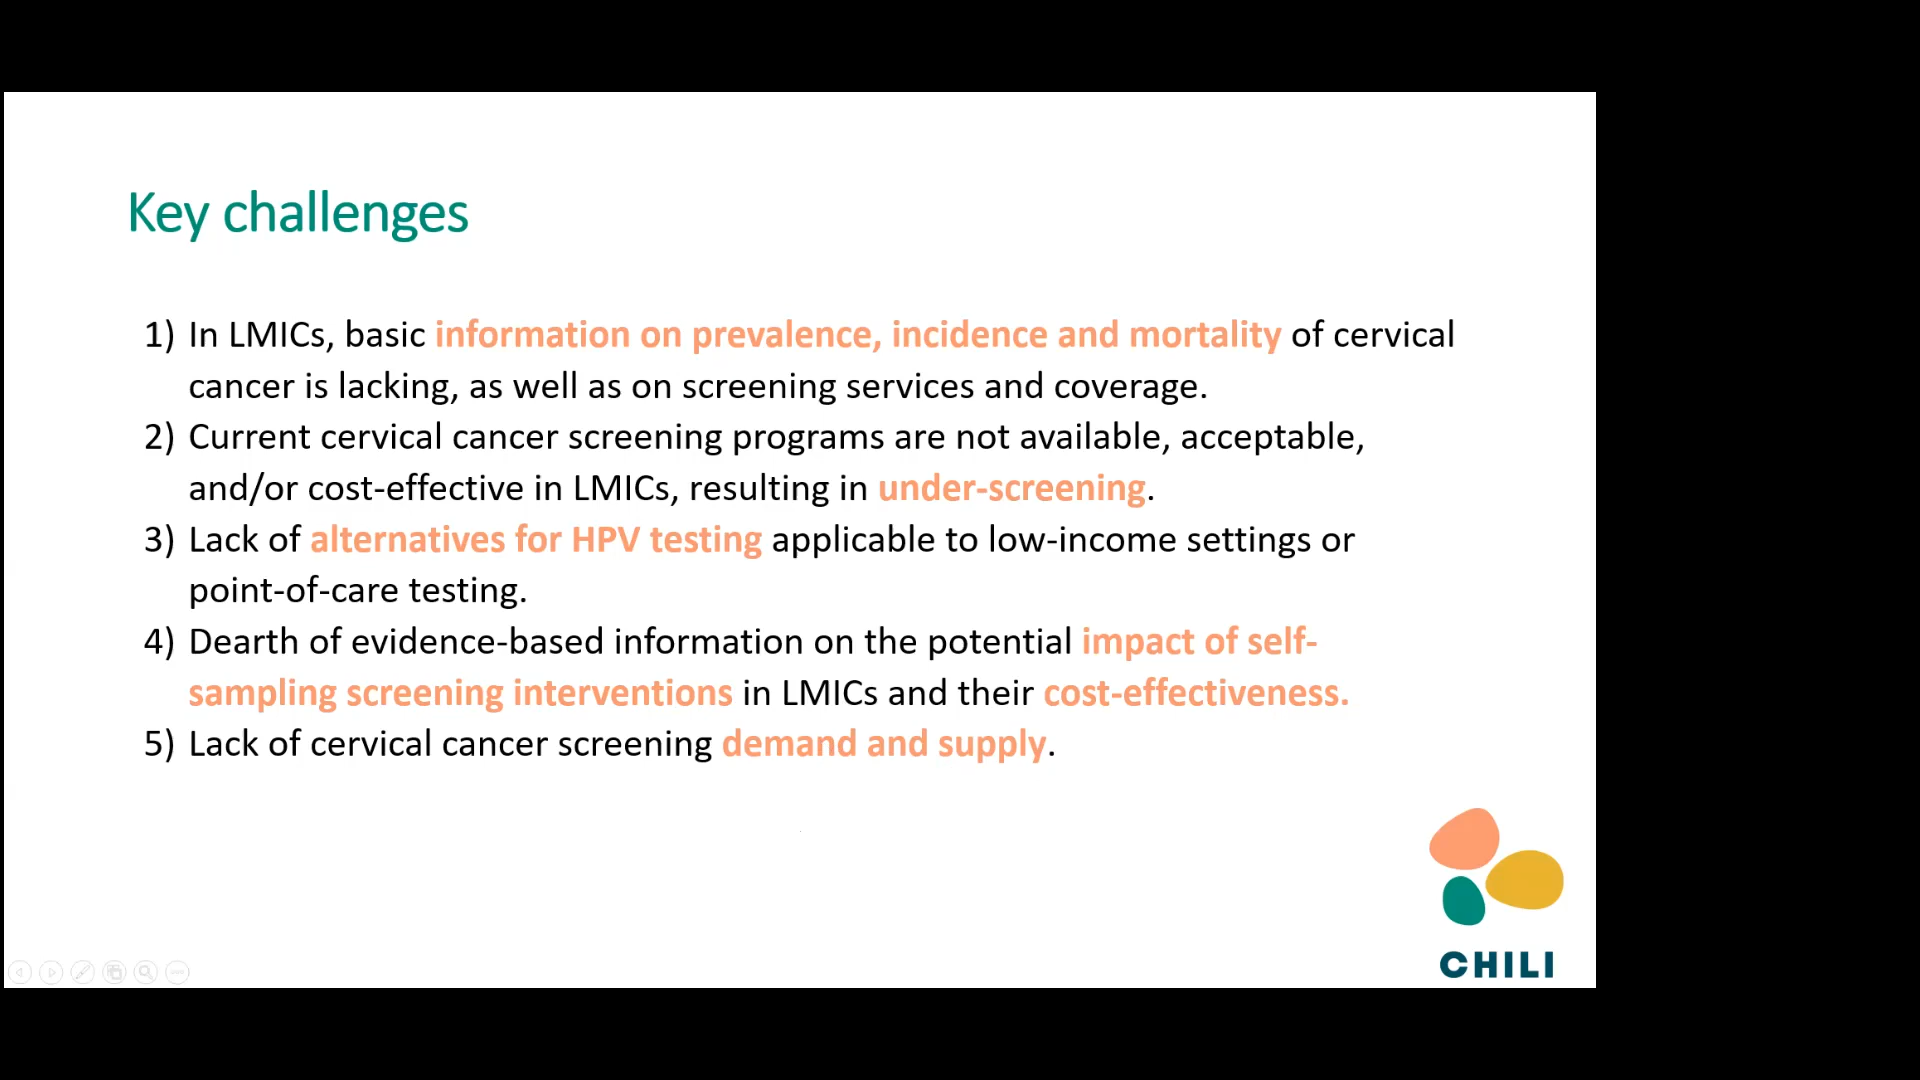 Key challenges
1) In LMICs, basic information on prevalence, incidence and mortality of cervical
cancer is lacking, as well as on screening services and coverage.
2) Current cervical cancer screening programs are not available, acceptable,
and/or cost-effective in LMICs, resulting in under-screening.
3) Lack of alternatives for HPV testing applicable to low-income settings or
point-of-care testing.
4) Dearth of evidence-based information on the potential impact of self-
sampling screening interventions in LMICs and their cost-effectiveness.
5) Lack of cervical cancer screening demand and supply.
CHILI